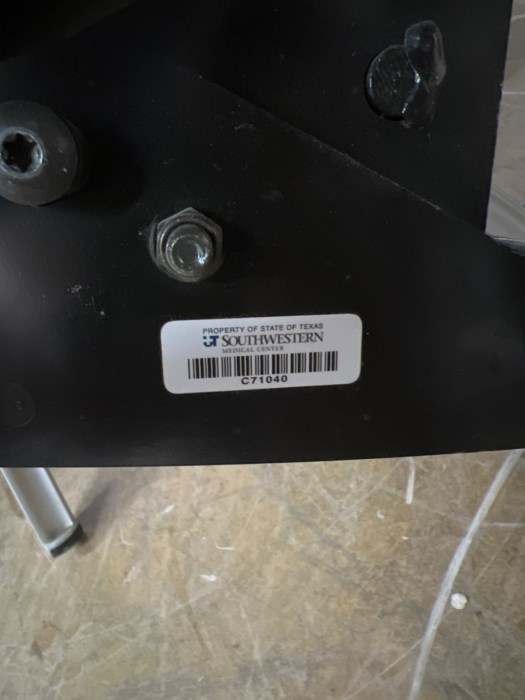 PROPERTY OF STATE OF TEXAS
UT SOUTHWESTERN
MEDICAL CENTER
C71040